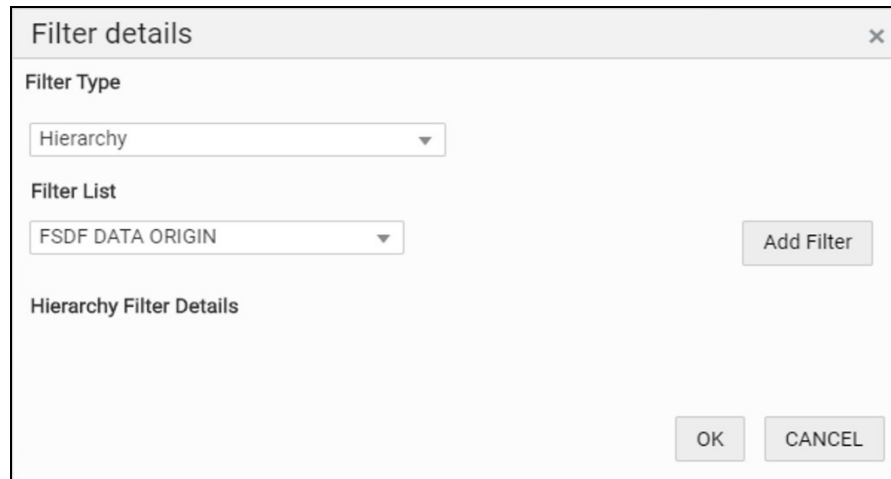 Filter details ×
Filter Type
Hierarchy
Filter List
FSDF DATA ORIGIN
Add Filter
Hierarchy Filter Details
OK CANCEL